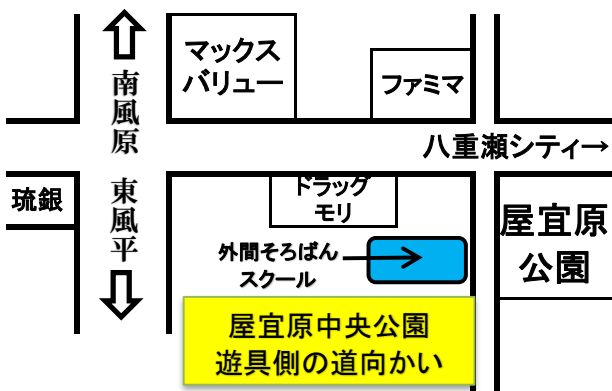 マックス
バリュー
ファミマ
南風原
八重瀬シティ→
琉銀
東風平
ドラッグ
モリ
屋宜原
公園
外間そろばん
スクール
屋宜原中央公園
遊具側の道向かい